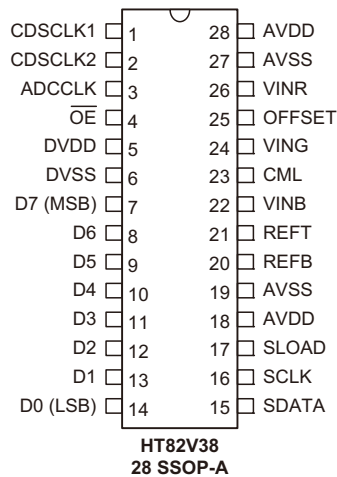 CDSCLK1 1 28 AVDD
CDSCLK2 2 27 AVSS
ADCCLK 3 26 VINR
OE 4 25 OFFSET
DVDD 5 24 VING
DVSS 6 23 CML
D7 (MSB) 7 22 VINB
D6 8 21 REFT
D5 9 20 REFB
D4 10 19 AVSS
D3 11 18 AVDD
D2 12 17 SLOAD
D1 13 16 SCLK
D0 (LSB) 14 15 SDATA
HT82V38
28 SSOP-A